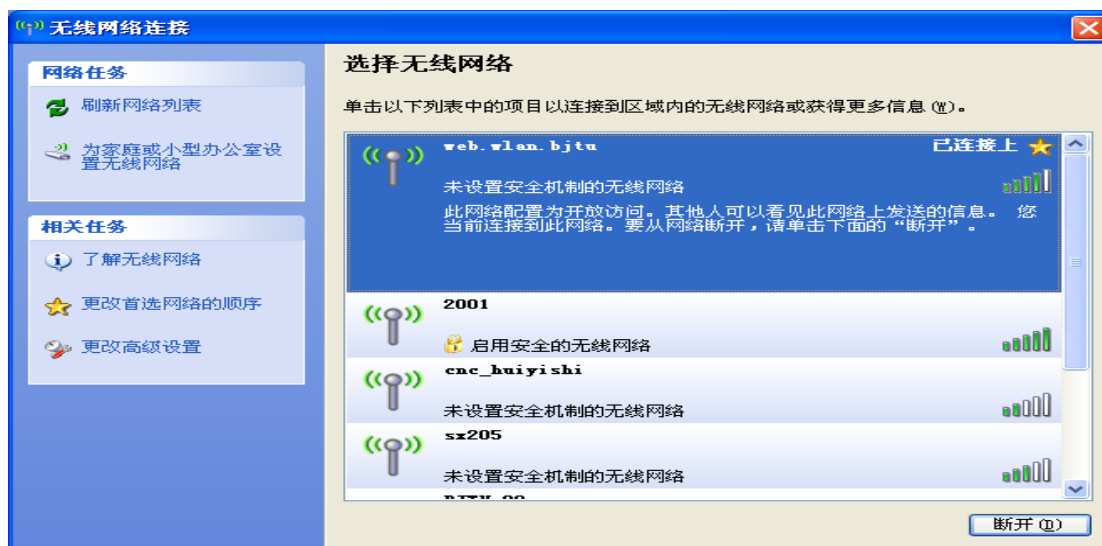 无线网络连接
网络任务
刷新网络列表
为家庭或小型办公室设
置无线网络
相关任务
了解无线网络
更改首选网络的顺序
更改高级设置
选择无线网络
单击以下列表中的项目以连接到区域内的无线网络或获得更多信息(W)。
web.wlan.bjtu 已连接上
未设置安全机制的无线网络
此网络配置为开放访问。其他人可以看见此网络上发送的信息。 您
当前连接到此网络。要从网络断开，请单击下面的“断开”。
2001
启用安全的无线网络
cnc_huiyishi
未设置安全机制的无线网络
sx205
未设置安全机制的无线网络
断开(D)